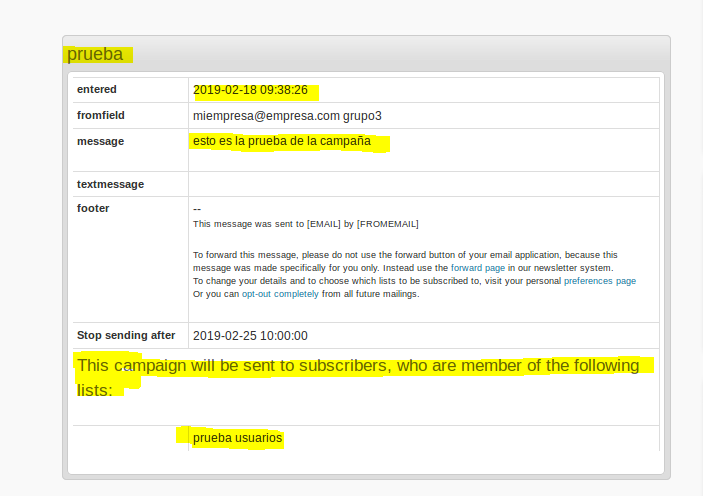 prueba
entered 2019-02-18 09:38:26
fromfield miempresa@empresa.com grupo3
message esto es la prueba de la campaña
textmessage
footer --
This message was sent to [EMAIL] by [FROMEMAIL]
To forward this message, please do not use the forward button of your email application, because this
message was made specifically for you only. Instead use the forward page in our newsletter system.
To change your details and to choose which lists to be subscribed to, visit your personal preferences page
Or you can opt-out completely from all future mailings.
Stop sending after 2019-02-25 10:00:00
This campaign will be sent to subscribers, who are member of the following
lists:
prueba usuarios